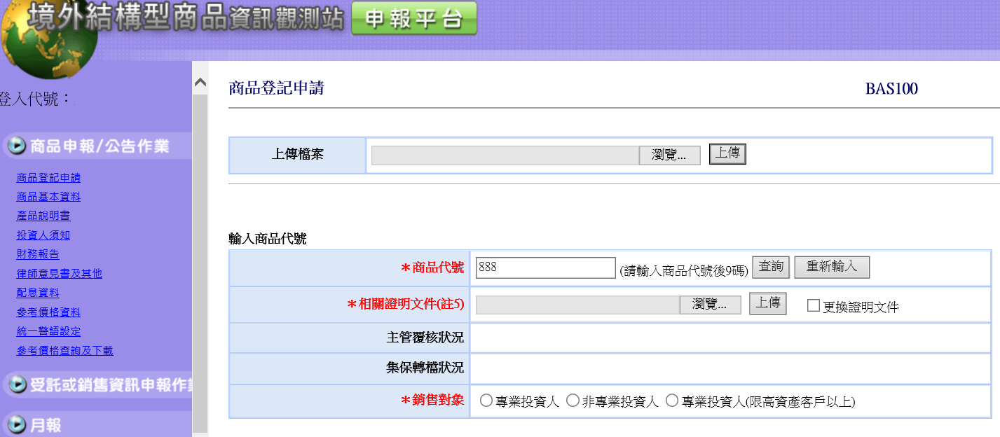 境外結構型商品資訊觀測站 申報平台
登入代號：
商品申報/公告作業
商品登記申請
商品基本資料
產品說明書
投資人須知
財務報告
律師意見書及其他
配息資料
參考價格資料
統一警語設定
參考價格查詢及下載
受託或銷售資訊申報作
月報
商品登記申請 BAS100
上傳檔案 瀏覽... 上傳
輸入商品代號
＊商品代號 888 (請輸入商品代號後9碼) 查詢 重新輸入
＊相關證明文件(註5) 瀏覽... 上傳 更換證明文件
主管覆核狀況
集保轉檔狀況
＊銷售對象 專業投資人 非專業投資人 專業投資人(限高資產客戶以上)